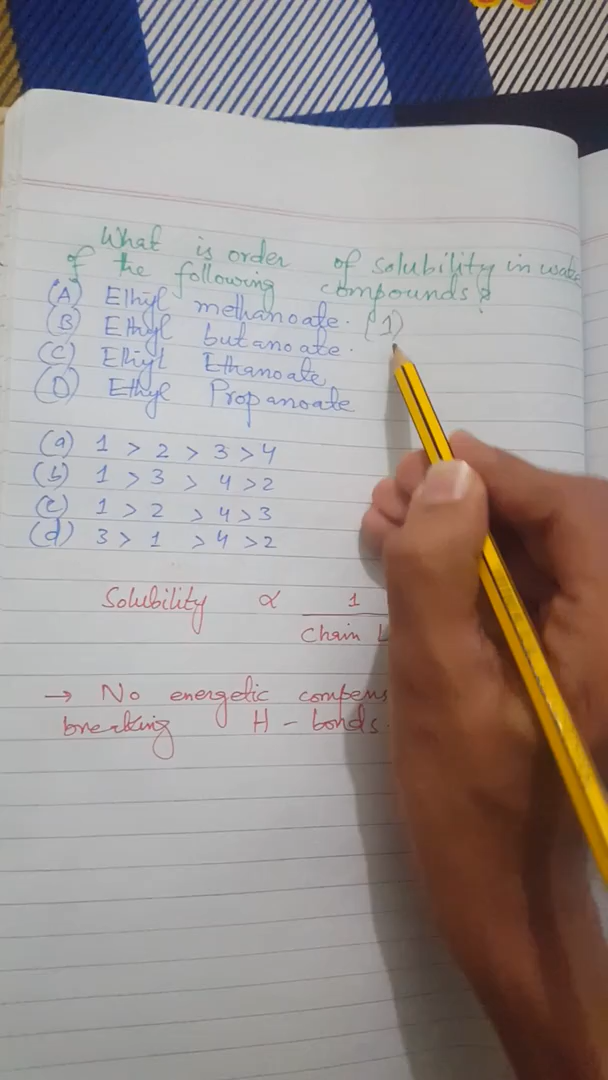 What is order of solubility in wate
of the following compounds?
(A) Ethyl methanoate. (1)
(B) Ethyl butanoate.
(C) Ethyl Ethanoate
(D) Ethyl Propanoate
(a) 1 > 2 > 3 > 4
(b) 1 > 3 > 4 > 2
(c) 1 > 2 > 4 > 3
(d) 3 > 1 > 4 > 2
Solubility ∝ 1
Chain L
→ No energetic compens
breaking H - bonds.